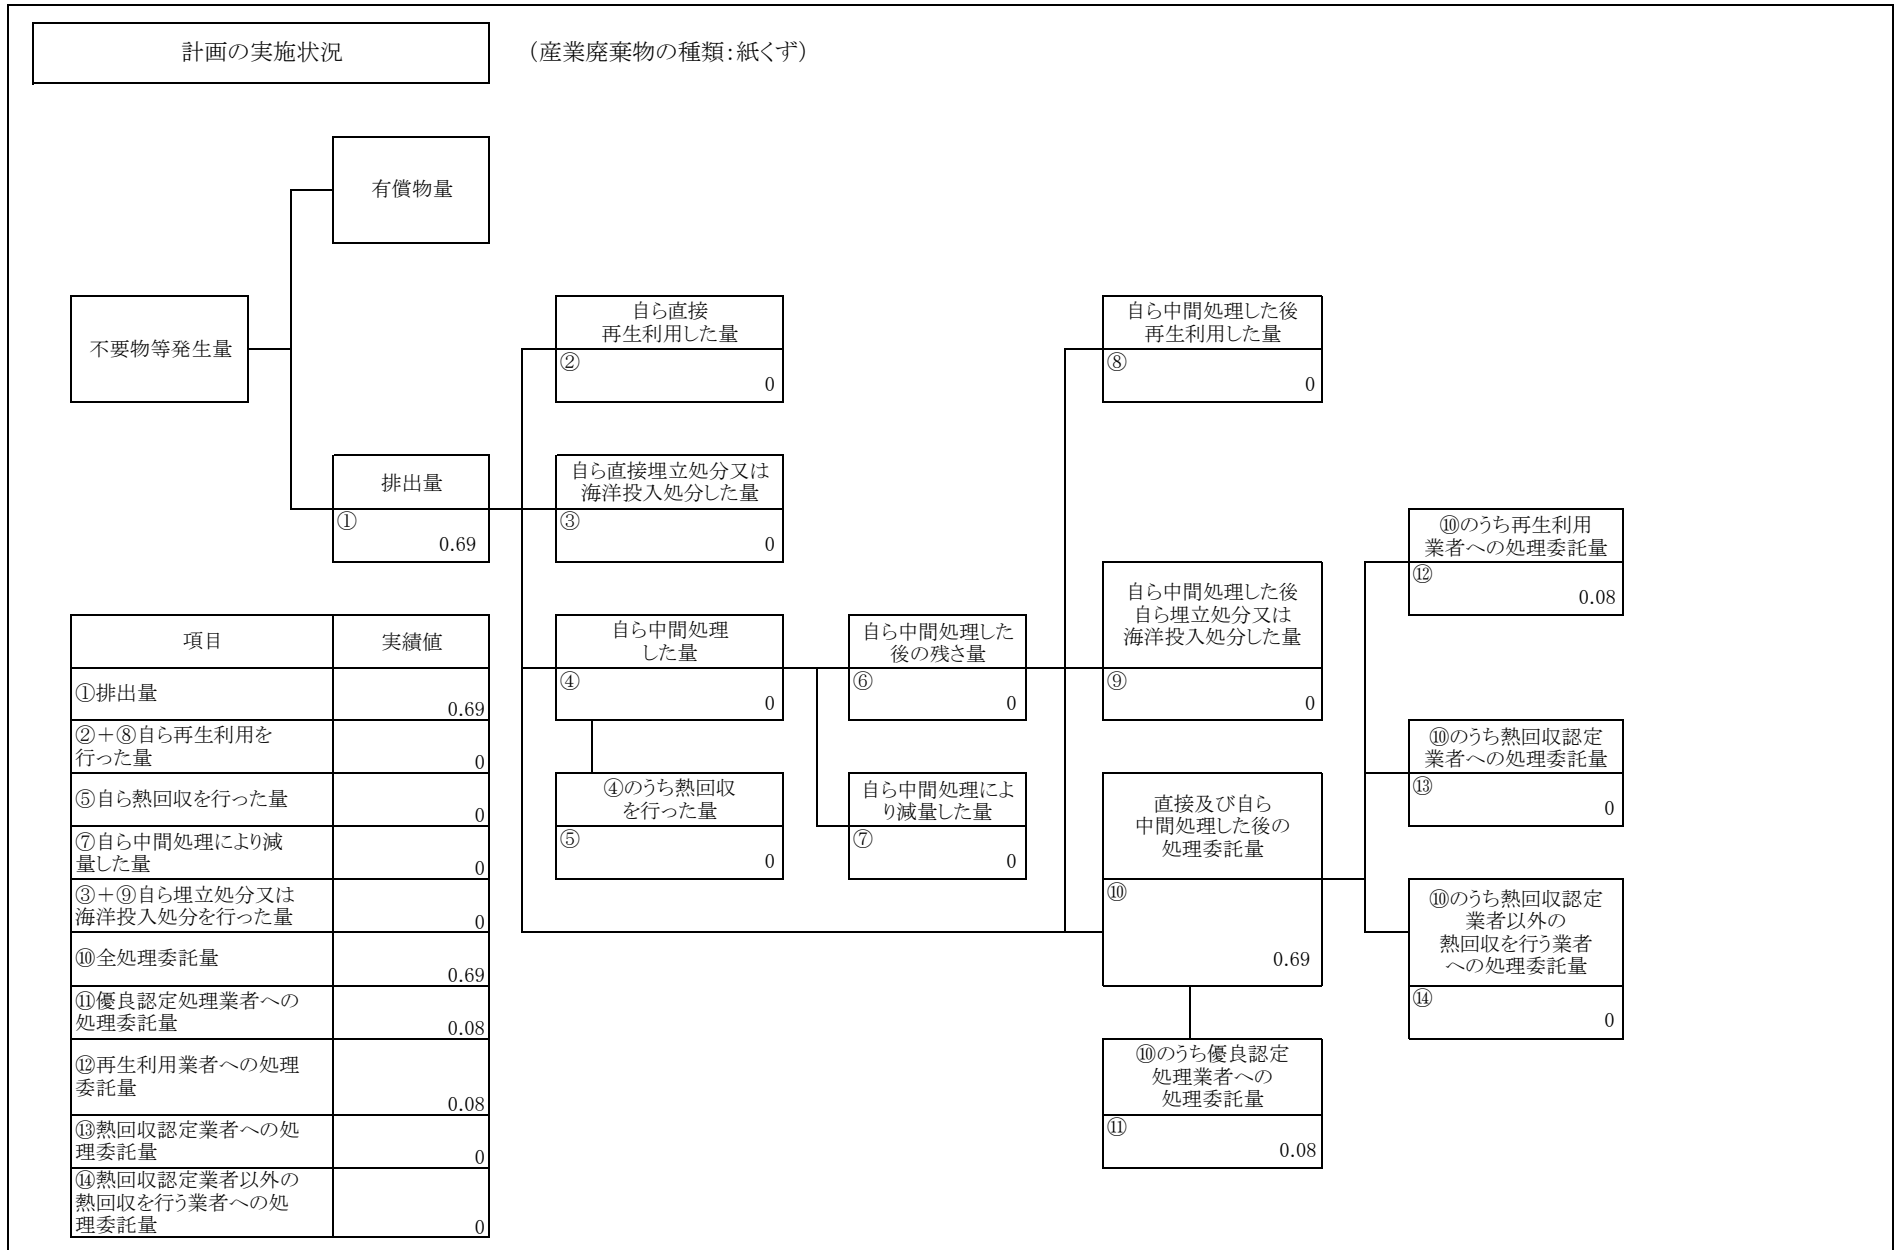 計画の実施状況
（産業廃棄物の種類：紙くず）
有償物量
不要物等発生量
排出量
①
0.69
自ら直接
再生利用した量
②
0
自ら直接埋立処分又は
海洋投入処分した量
③
0
自ら中間処理
した量
④
0
④のうち熱回収
を行った量
⑤
0
自ら中間処理した
後の残さ量
⑥
0
自ら中間処理によ
り減量した量
⑦
0
自ら中間処理した後
再生利用した量
⑧
0
自ら中間処理した後
自ら埋立処分又は
海洋投入処分した量
⑨
0
直接及び自ら
中間処理した後の
処理委託量
⑩
0.69
⑩のうち優良認定
処理業者への
処理委託量
⑪
0.08
⑩のうち再生利用
業者への処理委託量
⑫
0.08
⑩のうち熱回収認定
業者への処理委託量
⑬
0
⑩のうち熱回収認定
業者以外の
熱回収を行う業者
への処理委託量
⑭
0
項目 実績値
①排出量
0.69
②＋⑧自ら再生利用を
行った量
0
⑤自ら熱回収を行った量
0
⑦自ら中間処理により減
量した量
0
③＋⑨自ら埋立処分又は
海洋投入処分を行った量
0
⑩全処理委託量
0.69
⑪優良認定処理業者への
処理委託量
0.08
⑫再生利用業者への処理
委託量
0.08
⑬熱回収認定業者への処
理委託量
0
⑭熱回収認定業者以外の
熱回収を行う業者への処
理委託量
0